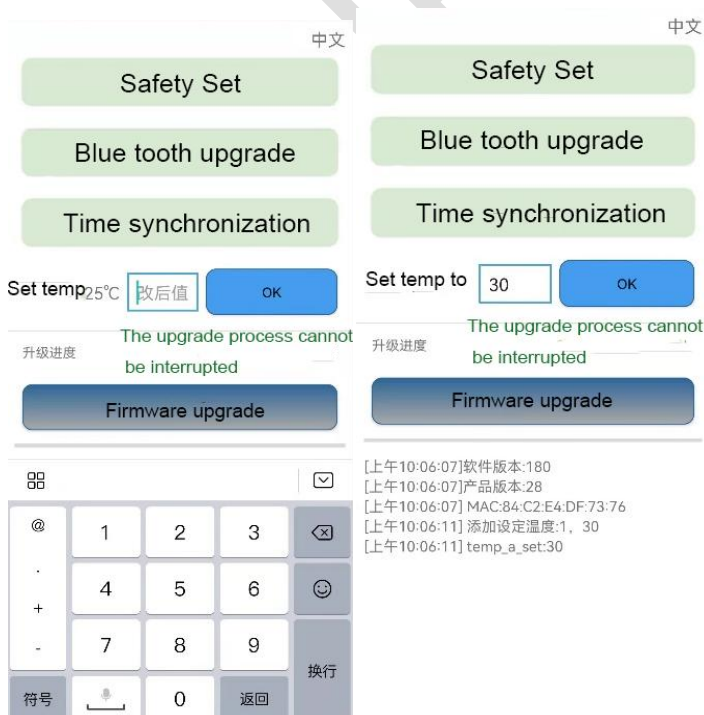 中文
Safety Set
Blue tooth upgrade
Time synchronization
Set temp 25℃ 改后值 OK
The upgrade process cannot
升级进度
be interrupted
Firmware upgrade
@ 1 2 3
. 4 5 6
+
- 7 8 9
换行
符号 0 返回
中文
Safety Set
Blue tooth upgrade
Time synchronization
Set temp to 30 OK
The upgrade process cannot
升级进度
be interrupted
Firmware upgrade
[上午10:06:07]软件版本:180
[上午10:06:07]产品版本:28
[上午10:06:07] MAC:84:C2:E4:DF:73:76
[上午10:06:11] 添加设定温度:1，30
[上午10:06:11] temp_a_set:30